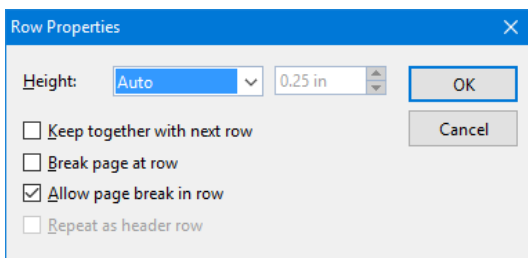 Row Properties
Height: Auto 0.25 in OK
Keep together with next row Cancel
Break page at row
Allow page break in row
Repeat as header row